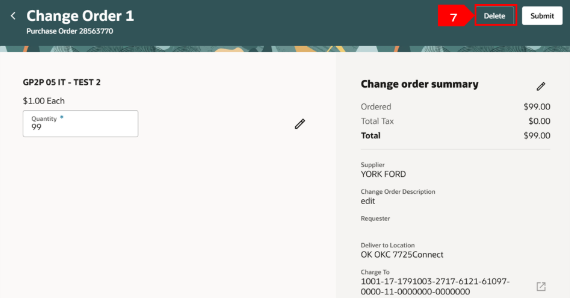 Change Order 1
Purchase Order 28563770
7
Delete
Submit
GP2P 05 IT - TEST 2
$1.00 Each
Quantity *
99
Change order summary
Ordered $99.00
Total Tax $0.00
Total $99.00
Supplier
YORK FORD
Change Order Description
edit
Requester
Deliver to Location
OK OKC 7725Connect
Charge To
1001-17-1791003-2717-6121-61097-
0000-11-0000000-0000000